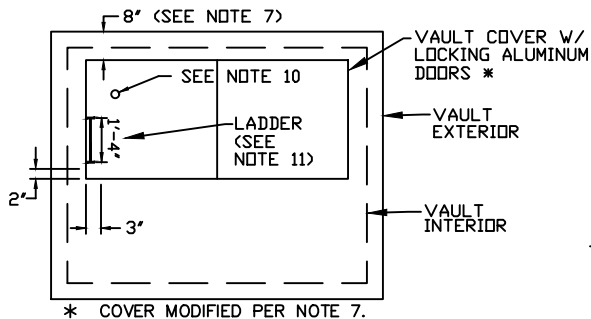 8" (SEE NOTE 7)
VAULT COVER W/
LOCKING ALUMINUM
DOORS *
SEE NOTE 10
1'-4"
LADDER
(SEE
NOTE 11)
VAULT
EXTERIOR
2"
3"
VAULT
INTERIOR
* COVER MODIFIED PER NOTE 7.